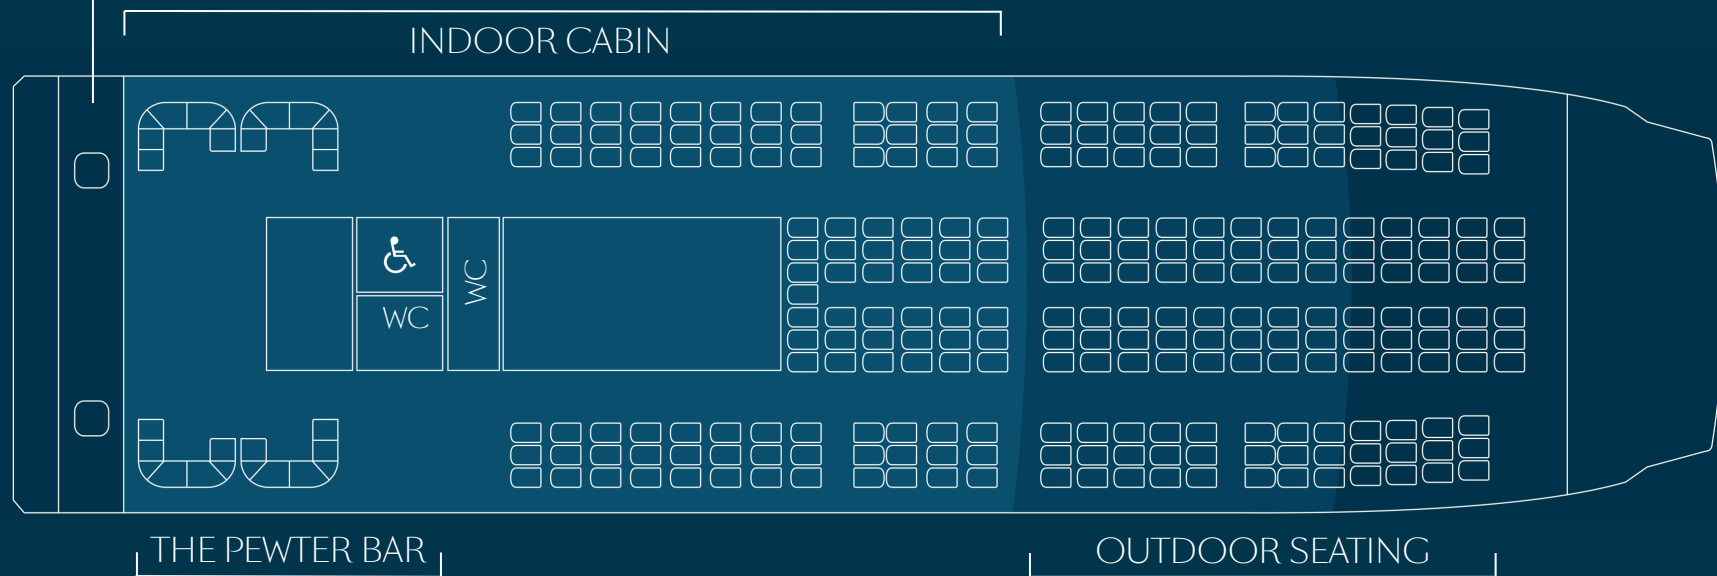 INDOOR CABIN
WC
WC
THE PEWTER BAR
OUTDOOR SEATING